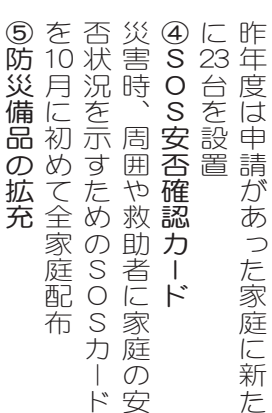 昨年度は申請があった家庭に新た
に23台を設置
④SOS安否確認カード
災害時、周囲や救助者に家庭の安
否状況を示すためのSOSカード
を10月に初めて全家庭配布
⑤防災備品の拡充